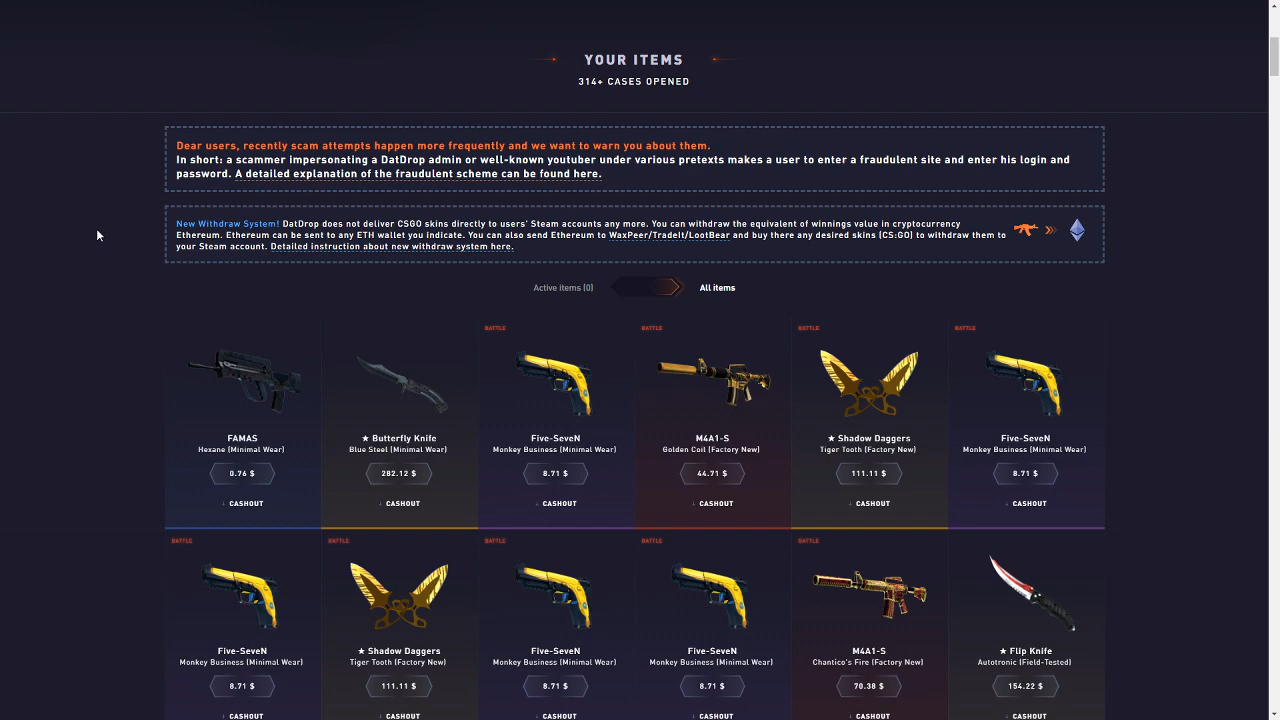 YOUR ITEMS
314+ CASES OPENED
Dear users, recently scam attempts happen more frequently and we want to warn you about them.
In short: a scammer impersonating a DatDrop admin or well-known youtuber under various pretexts makes a user to enter a fraudulent site and enter his login and
password. A detailed explanation of the fraudulent scheme can be found here.
New Withdraw System! DatDrop does not deliver CSGO skins directly to users' Steam accounts any more. You can withdraw the equivalent of winnings value in cryptocurrency
Ethereum. Ethereum can be sent to any ETH wallet you indicate. You can also send Ethereum to WaxPeer/TradeIt/LootBear and buy there any desired skins (CS:GO) to withdraw them to
your Steam account. Detailed instruction about new withdraw system here.
Active items (0) All items
BATTLE BATTLE BATTLE BATTLE
FAMAS ★ Butterfly Knife Five-SeveN M4A1-S ★ Shadow Daggers Five-SeveN
Hexane (Minimal Wear) Blue Steel (Minimal Wear) Monkey Business (Minimal Wear) Golden Coil (Factory New) Tiger Tooth (Factory New) Monkey Business (Minimal Wear)
0.76 $ 282.12 $ 8.71 $ 44.71 $ 111.11 $ 8.71 $
↓ CASHOUT ↓ CASHOUT ↓ CASHOUT ↓ CASHOUT ↓ CASHOUT ↓ CASHOUT
BATTLE BATTLE BATTLE BATTLE BATTLE
Five-SeveN ★ Shadow Daggers Five-SeveN Five-SeveN M4A1-S ★ Flip Knife
Monkey Business (Minimal Wear) Tiger Tooth (Factory New) Monkey Business (Minimal Wear) Monkey Business (Minimal Wear) Chantico's Fire (Factory New) Autotronic (Field-Tested)
8.71 $ 111.11 $ 8.71 $ 8.71 $ 70.38 $ 154.22 $
↓ CASHOUT ↓ CASHOUT ↓ CASHOUT ↓ CASHOUT ↓ CASHOUT ↓ CASHOUT